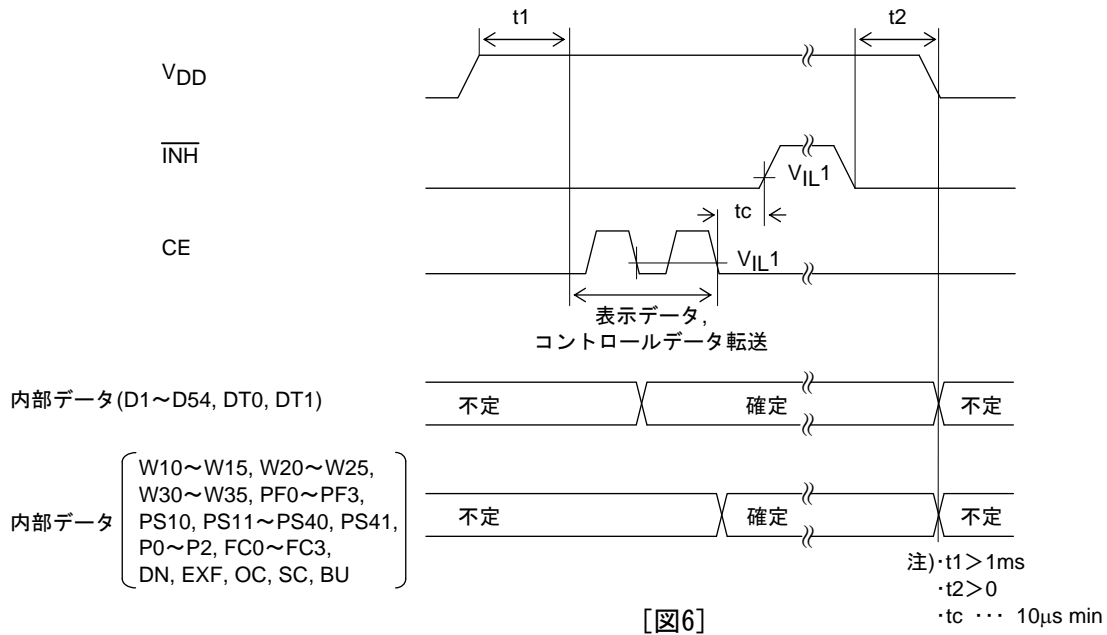 t1
t2
VDD
INH
VIL1
tc
CE
VIL1
表示データ,
コントロールデータ転送
内部データ(D1～D54, DT0, DT1)
不定
確定
不定
内部データ
W10～W15, W20～W25,
W30～W35, PF0～PF3,
PS10, PS11～PS40, PS41,
P0～P2, FC0～FC3,
DN, EXF, OC, SC, BU
不定
確定
不定
注)・t1＞1ms
・t2＞0
・tc ・・・ 10μs min
[図6]